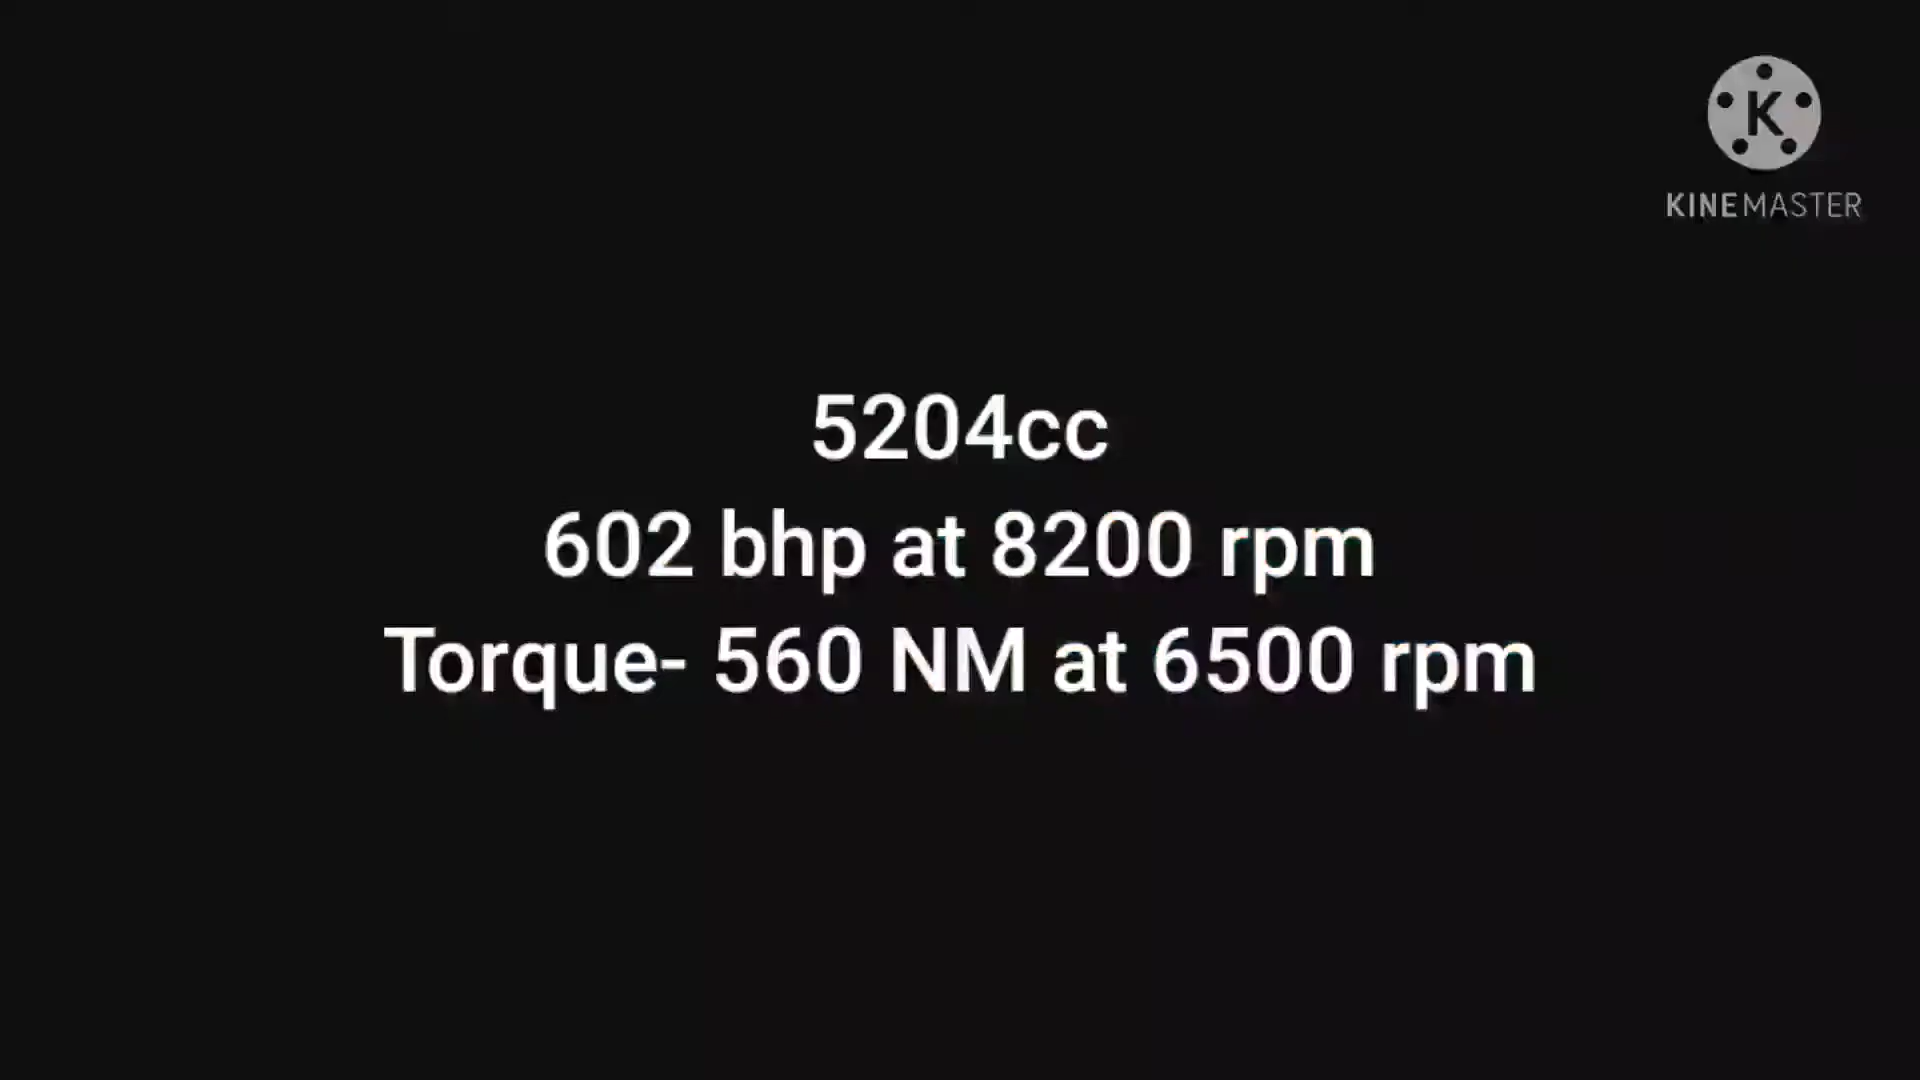 K
KINEMASTER
5204cc
602 bhp at 8200 rpm
Torque- 560 NM at 6500 rpm